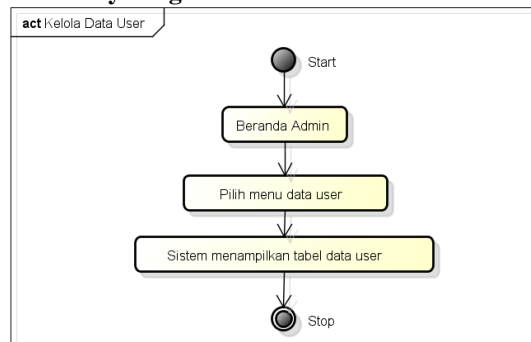 act Kelola Data User
Start
Beranda Admin
Pilih menu data user
Sistem menampilkan tabel data user
Stop